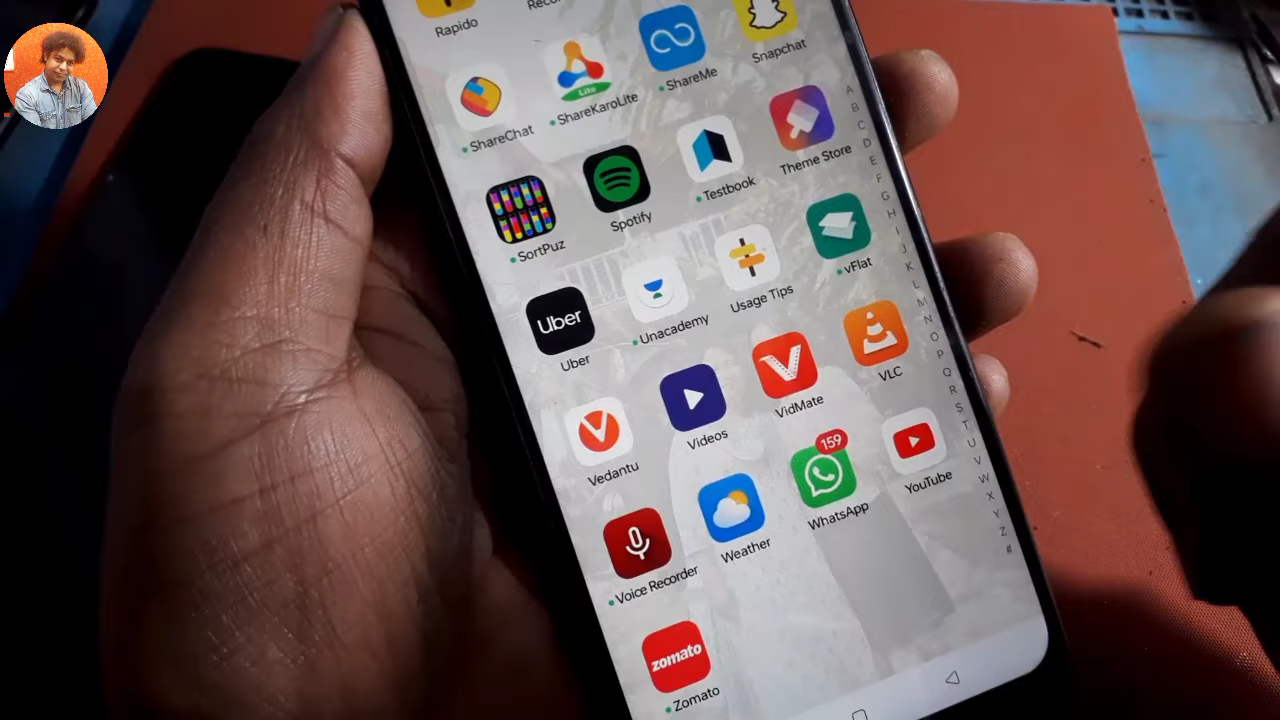 Rapido
ShareChat
Lite
ShareKaroLite
ShareMe
Snapchat
SortPuz
Spotify
Testbook
Theme Store
Uber
Uber
Unacademy
Usage Tips
vFlat
Vedantu
Videos
VidMate
VLC
Voice Recorder
Weather
159
WhatsApp
YouTube
zomato
Zomato
A
B
C
D
E
F
G
H
I
J
K
L
M
N
O
P
Q
R
S
T
U
V
W
X
Y
Z
#